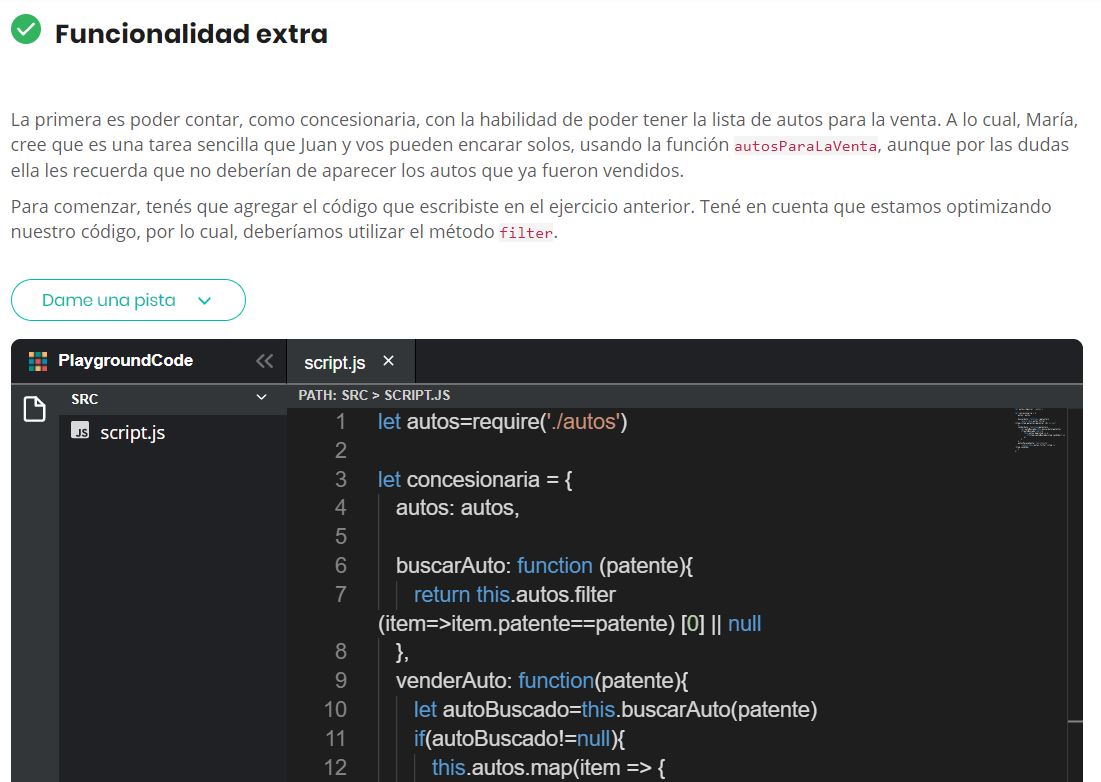 Funcionalidad extra
La primera es poder contar, como concesionaria, con la habilidad de poder tener la lista de autos para la venta. A lo cual, María,
cree que es una tarea sencilla que Juan y vos pueden encarar solos, usando la función autosParaLaVenta, aunque por las dudas
ella les recuerda que no deberían de aparecer los autos que ya fueron vendidos.
Para comenzar, tenés que agregar el código que escribiste en el ejercicio anterior. Tené en cuenta que estamos optimizando
nuestro código, por lo cual, deberíamos utilizar el método filter.
Dame una pista
PlaygroundCode
script.js
SRC
PATH: SRC > SCRIPT.JS
JS script.js
1 let autos=require('./autos')
2
3 let concesionaria = {
4 autos: autos,
5
6 buscarAuto: function (patente){
7 return this.autos.filter
(item=>item.patente==patente) [0] || null
8 },
9 venderAuto: function(patente){
10 let autoBuscado=this.buscarAuto(patente)
11 if(autoBuscado!=null){
12 this.autos.map(item => {